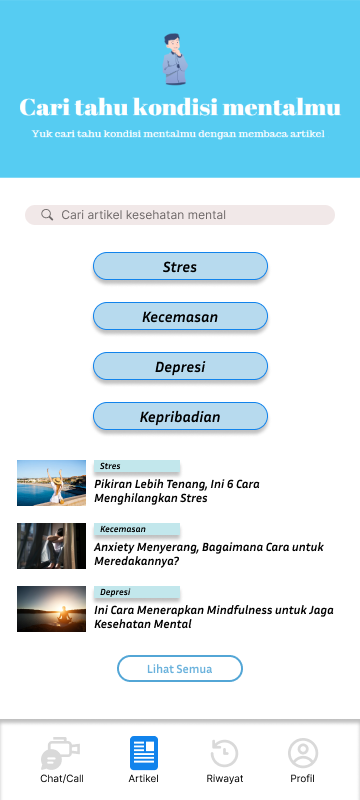 Cari tahu kondisi mentalmu
Yuk cari tahu kondisi mentalmu dengan membaca artikel
Cari artikel kesehatan mental
Stres
Kecemasan
Depresi
Kepribadian
Stres
Pikiran Lebih Tenang, Ini 6 Cara
Menghilangkan Stres
Kecemasan
Anxiety Menyerang, Bagaimana Cara untuk
Meredakannya?
Depresi
Ini Cara Menerapkan Mindfulness untuk Jaga
Kesehatan Mental
Lihat Semua
Chat/Call
Artikel
Riwayat
Profil